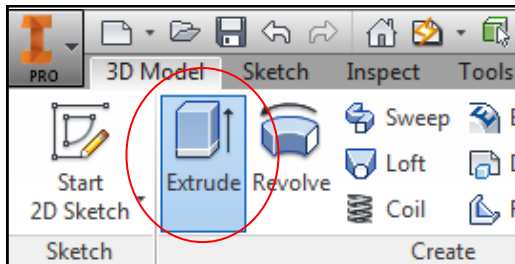 PRO
3D Model Sketch Inspect Tools
Start
2D Sketch
Extrude
Revolve
Sweep
Loft
Coil
Sketch
Create